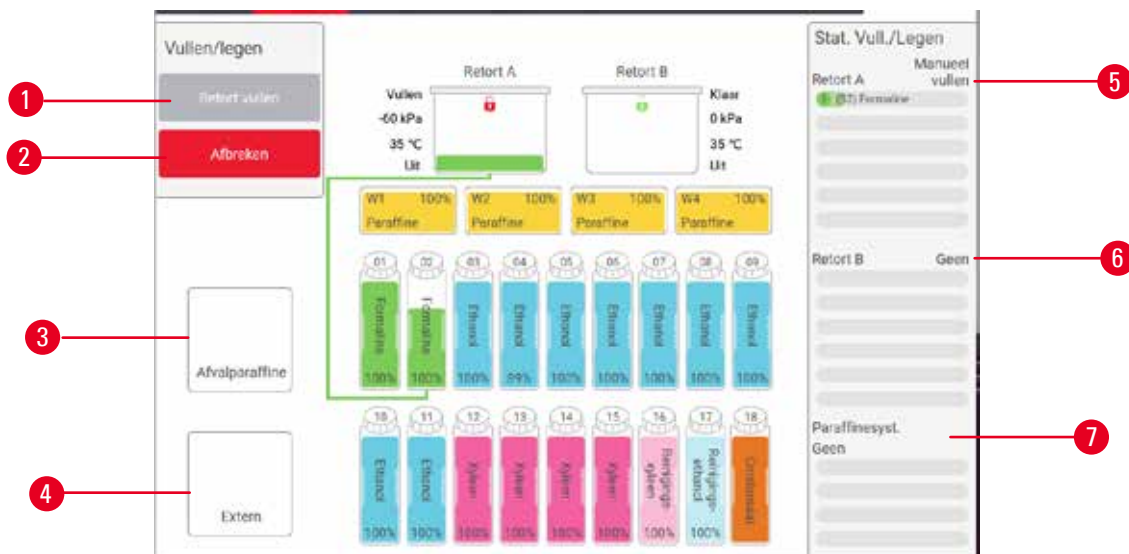 Vullen/legen
Retort vullen
Afbreken
1
2
3
4
Afvalparaffine
Extern
Retort A
Retort B
Vullen
-60 kPa
35 °C
Uit
Klaar
0 kPa
35 °C
Uit
W1 100%
Paraffine
W2 100%
Paraffine
W3 100%
Paraffine
W4 100%
Paraffine
01 02 03 04 05 06 07 08 09
Formaline Formaline Ethanol Ethanol Ethanol Ethanol Ethanol Ethanol Ethanol
100% 100% 100% 99% 100% 100% 100% 100% 100%
10 11 12 13 14 15 16 17 18
Ethanol Ethanol Xyleen Xyleen Xyleen Xyleen Reinigings-xyleen Reinigings-ethanol
100% 100% 100% 100% 100% 100% 100% 100%
Stat. Vull./Legen
Manueel
Retort A vullen
Formaline
Retort B Geen
Paraffinesyst.
Geen
5
6
7